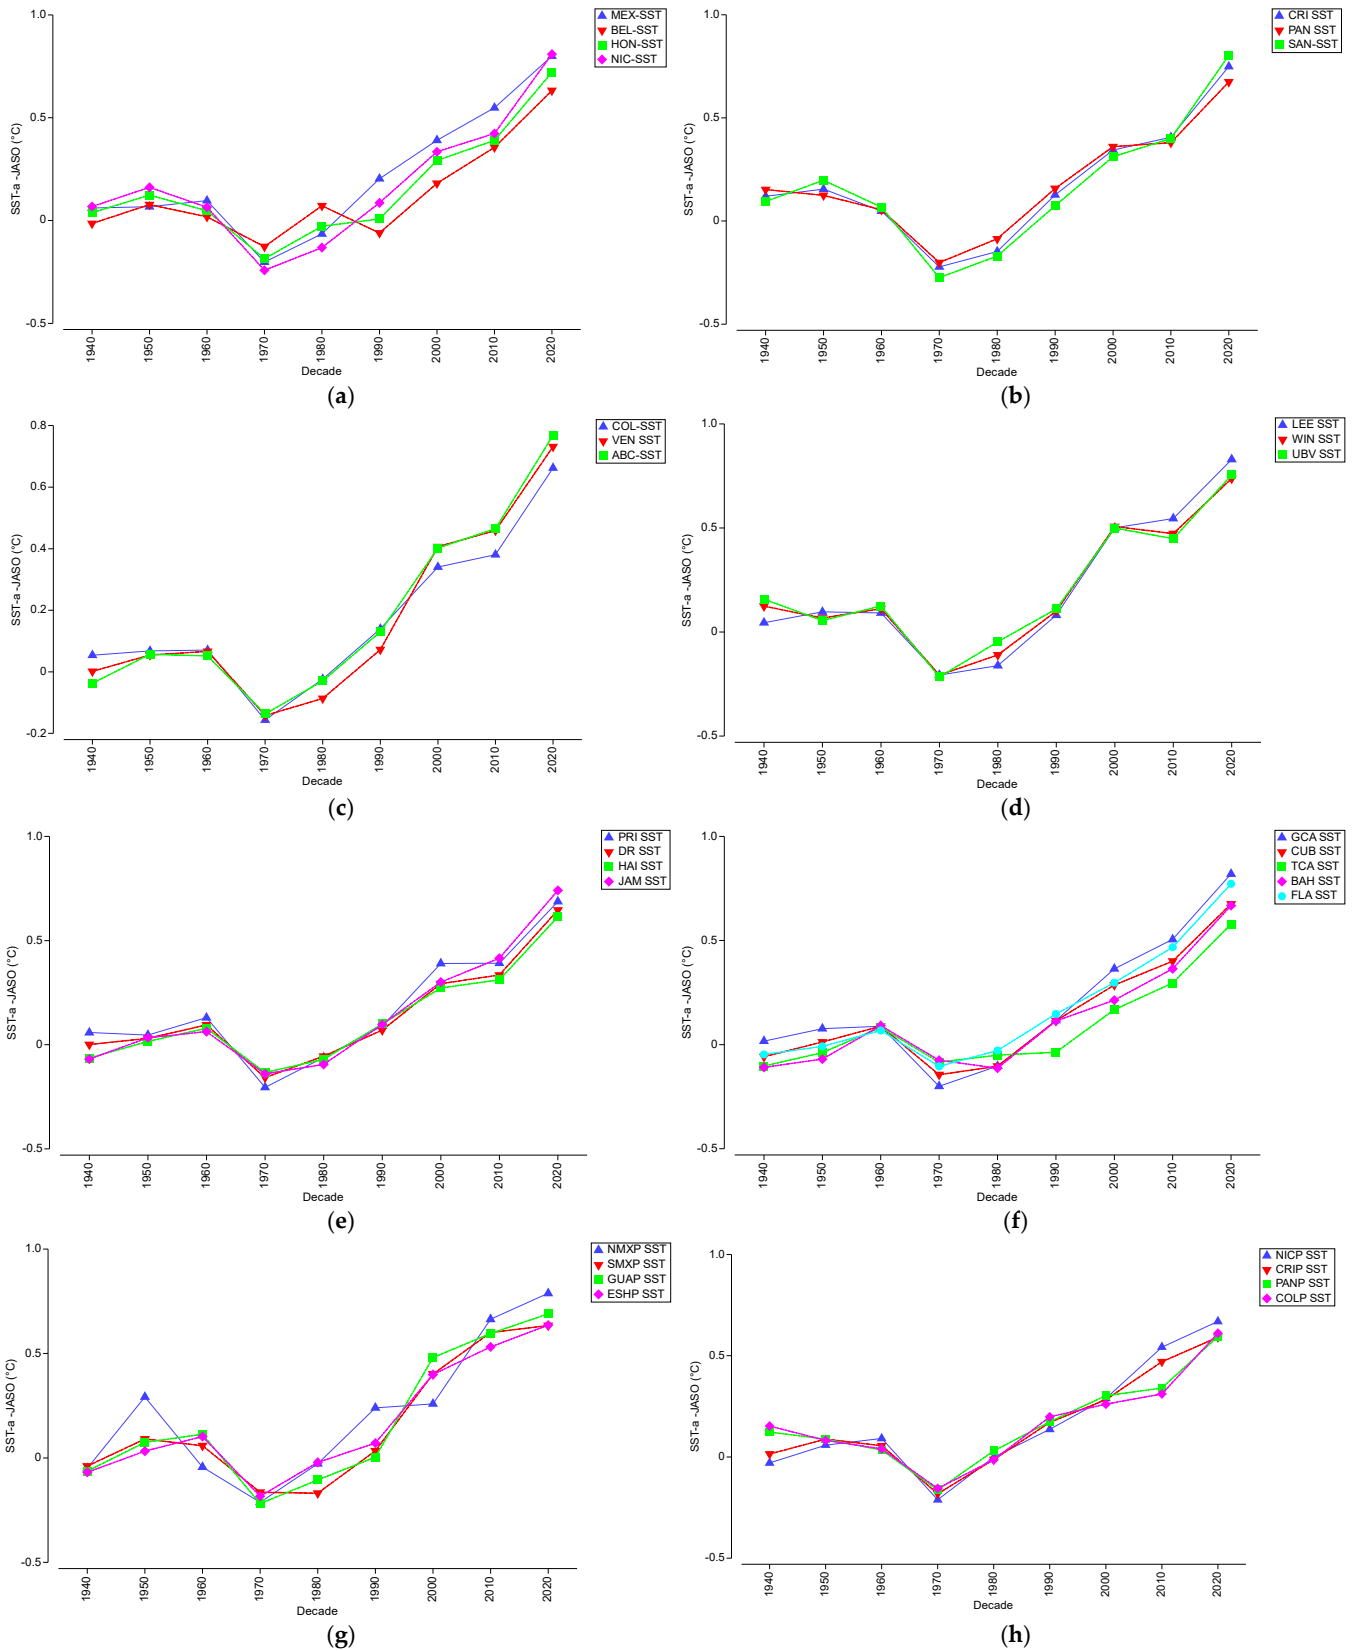 MEX-SST
BEL-SST
HON-SST
NIC-SST
SST-a -JASO (°C)
1.0
0.5
0
-0.5
1940 1950 1960 1970 1980 1990 2000 2010 2020
Decade
(a)
CRI SST
PAN SST
SAN-SST
SST-a -JASO (°C)
1.0
0.5
0
-0.5
1940 1950 1960 1970 1980 1990 2000 2010 2020
Decade
(b)
COL-SST
VEN SST
ABC-SST
SST-a -JASO (°C)
0.8
0.6
0.4
0.2
0
-0.2
1940 1950 1960 1970 1980 1990 2000 2010 2020
Decade
(c)
LEE SST
WIN SST
UBV SST
SST-a -JASO (°C)
1.0
0.5
0
-0.5
1940 1950 1960 1970 1980 1990 2000 2010 2020
Decade
(d)
PRI SST
DR SST
HAI SST
JAM SST
SST-a -JASO (°C)
1.0
0.5
0
-0.5
1940 1950 1960 1970 1980 1990 2000 2010 2020
Decade
(e)
GCA SST
CUB SST
TCA SST
BAH SST
FLA SST
SST-a -JASO (°C)
1.0
0.5
0
-0.5
1940 1950 1960 1970 1980 1990 2000 2010 2020
Decade
(f)
NMXP SST
SMXP SST
GUAP SST
ESHP SST
SST-a -JASO (°C)
1.0
0.5
0
-0.5
1940 1950 1960 1970 1980 1990 2000 2010 2020
Decade
(g)
NICP SST
CRIP SST
PANP SST
COLP SST
SST-a -JASO (°C)
1.0
0.5
0
-0.5
1940 1950 1960 1970 1980 1990 2000 2010 2020
Decade
(h)